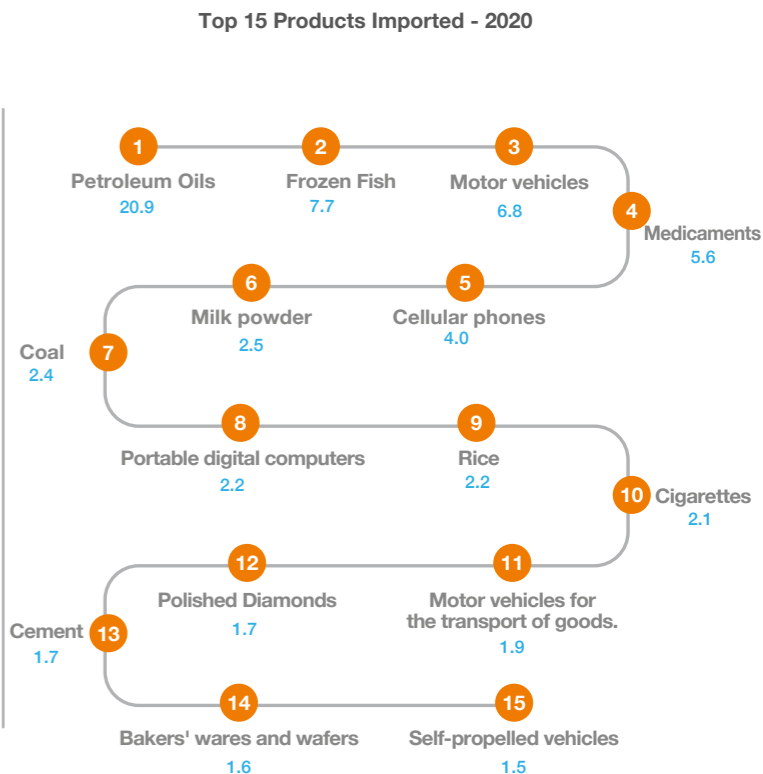 Top 15 Products Imported - 2020
1
Petroleum Oils
20.9
2
Frozen Fish
7.7
3
Motor vehicles
6.8
4
Medicaments
5.6
5
Cellular phones
4.0
6
Milk powder
2.5
7
Coal
2.4
8
Portable digital computers
2.2
9
Rice
2.2
10
Cigarettes
2.1
11
Motor vehicles for
the transport of goods.
1.9
12
Polished Diamonds
1.7
13
Cement
1.7
14
Bakers' wares and wafers
1.6
15
Self-propelled vehicles
1.5